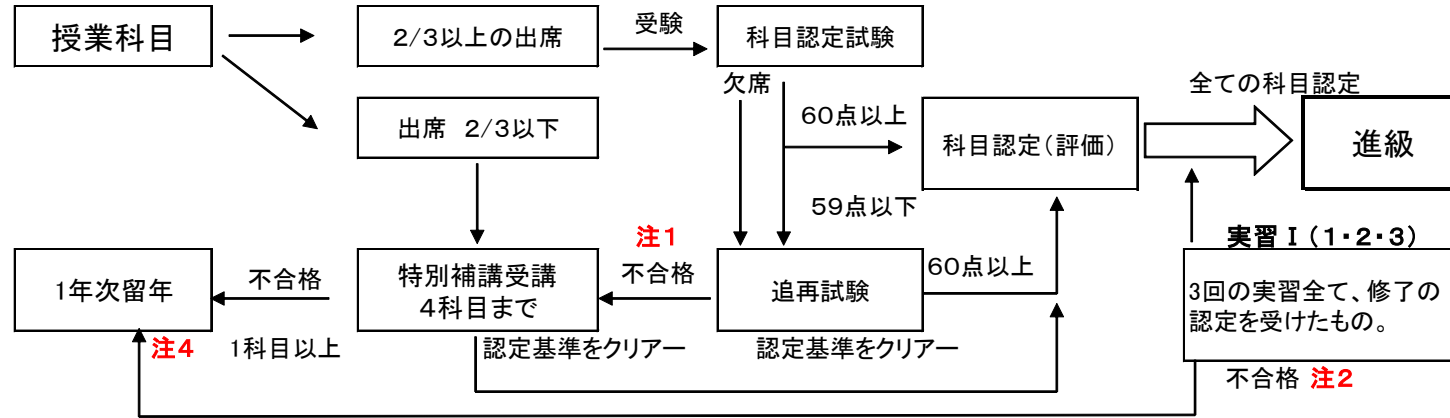 授業科目
2/3以上の出席
受験
科目認定試験
欠席
全ての科目認定
出席 2/3以下
60点以上
科目認定(評価)
進級
59点以下
注1
実習Ⅰ(1・2・3)
1年次留年
不合格
特別補講受講
4科目まで
不合格
追再試験
60点以上
3回の実習全て、修了の
認定を受けたもの。
注4
1科目以上
認定基準をクリアー
認定基準をクリアー
不合格 注2